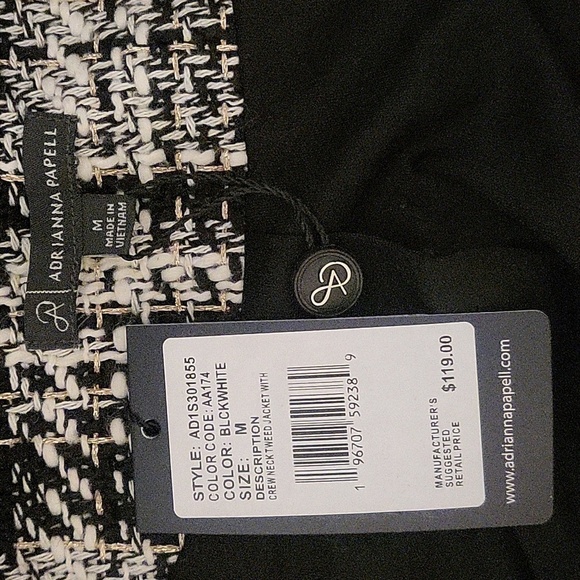 ADRIANNA PAPELL
M
MADE IN
VIETNAM
STYLE: AD1S301855
COLOR CODE: AA174
COLOR: BLCKWHITE
SIZE: M
DESCRIPTION
CREW NECK TWEED JACKET WITH
1 96707 59238 9
MANUFACTURER'S
SUGGESTED
RETAIL PRICE
$119.00
www.adriannapapell.com